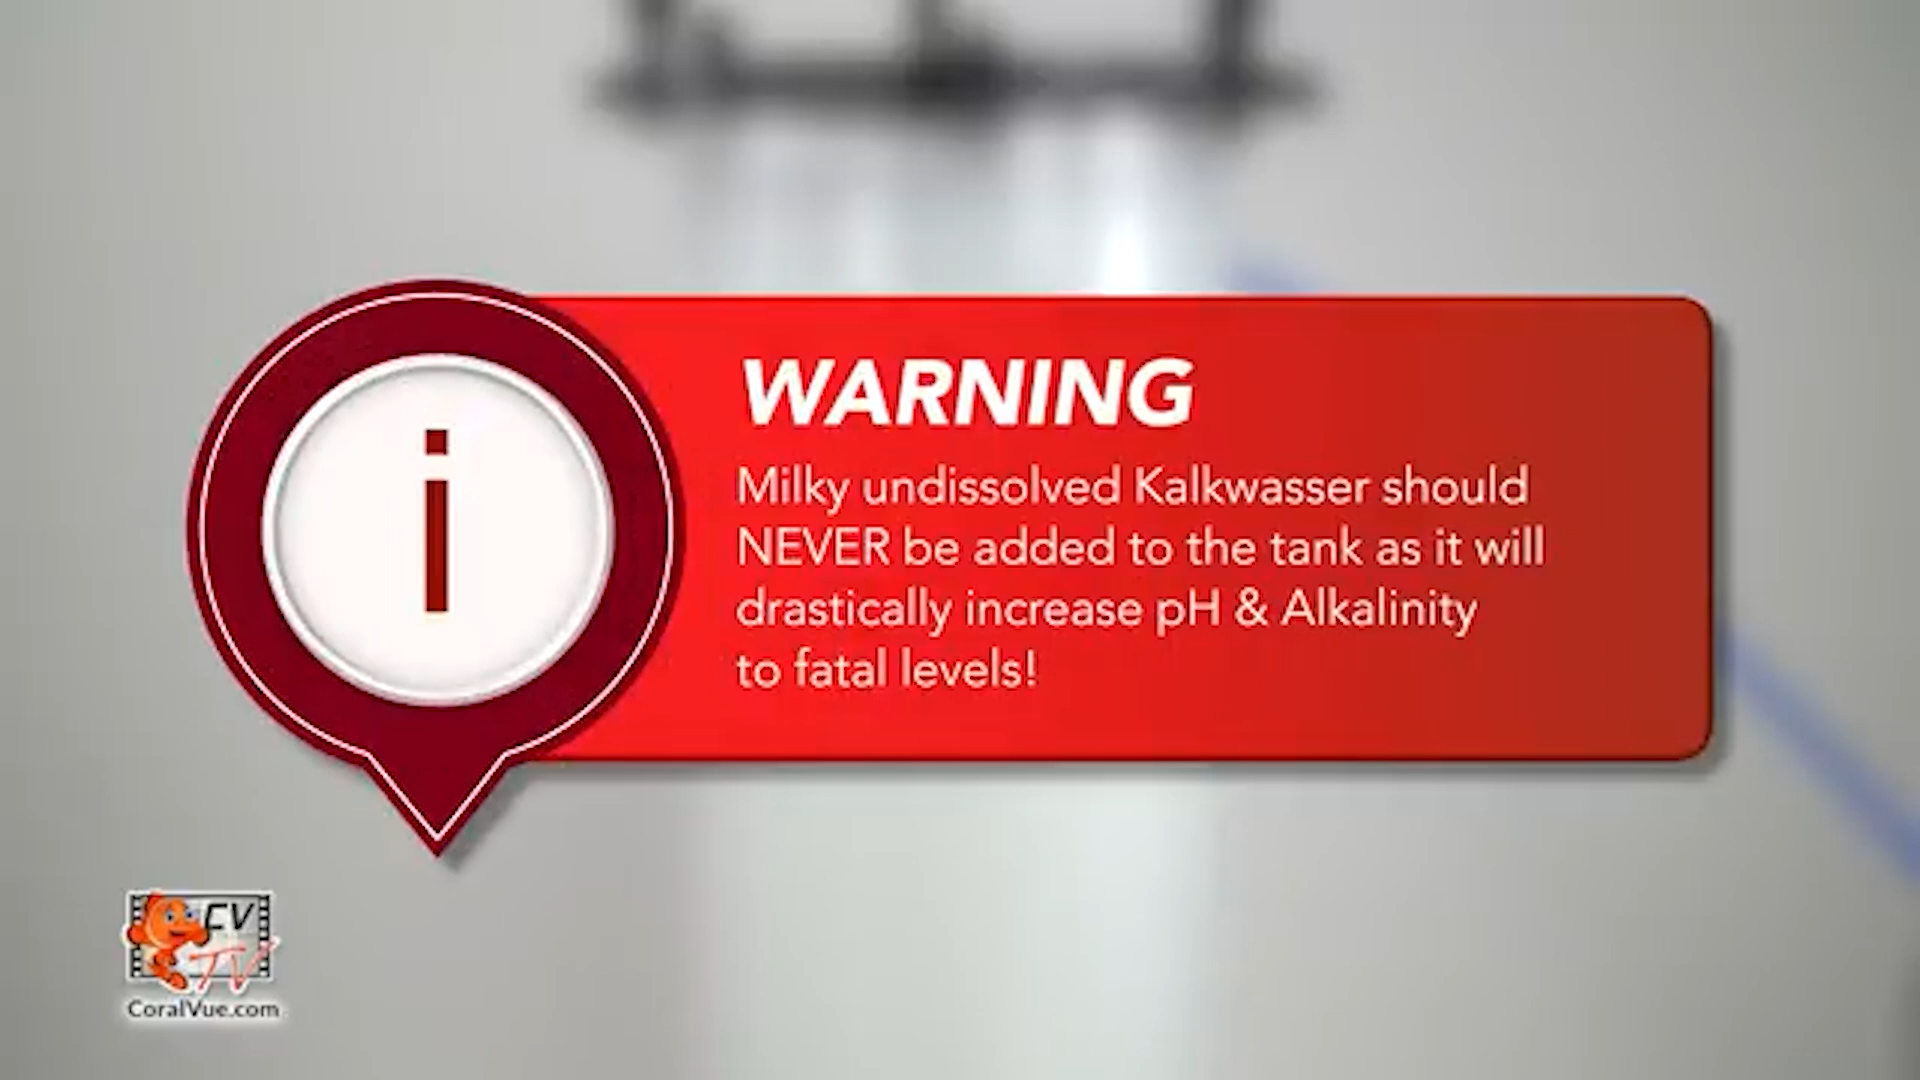 i
WARNING
Milky undissolved Kalkwasser should
NEVER be added to the tank as it will
drastically increase pH & Alkalinity
to fatal levels!
CV
TV
CoralVue.com